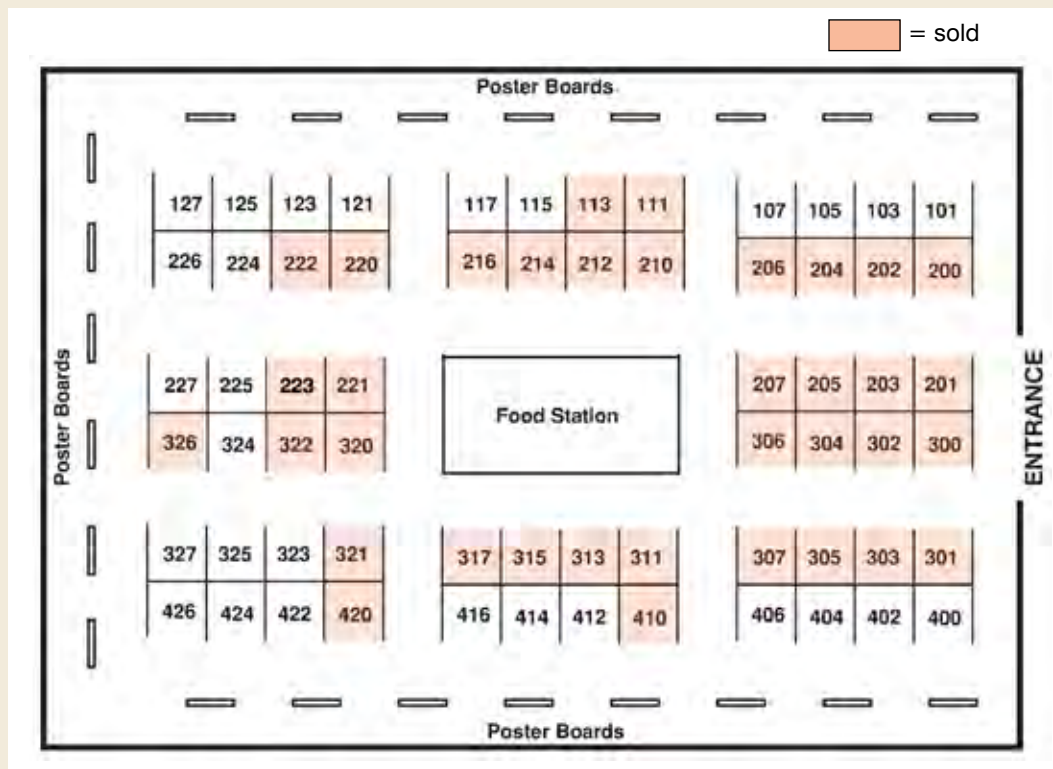 = sold
Poster Boards
127 125 123 121 117 115 113 111 107 105 103 101
226 224 222 220 216 214 212 210 206 204 202 200
227 225 223 221 207 205 203 201
Food Station
326 324 322 320 306 304 302 300
Poster Boards
ENTRANCE
327 325 323 321 317 315 313 311 307 305 303 301
426 424 422 420 416 414 412 410 406 404 402 400
Poster Boards